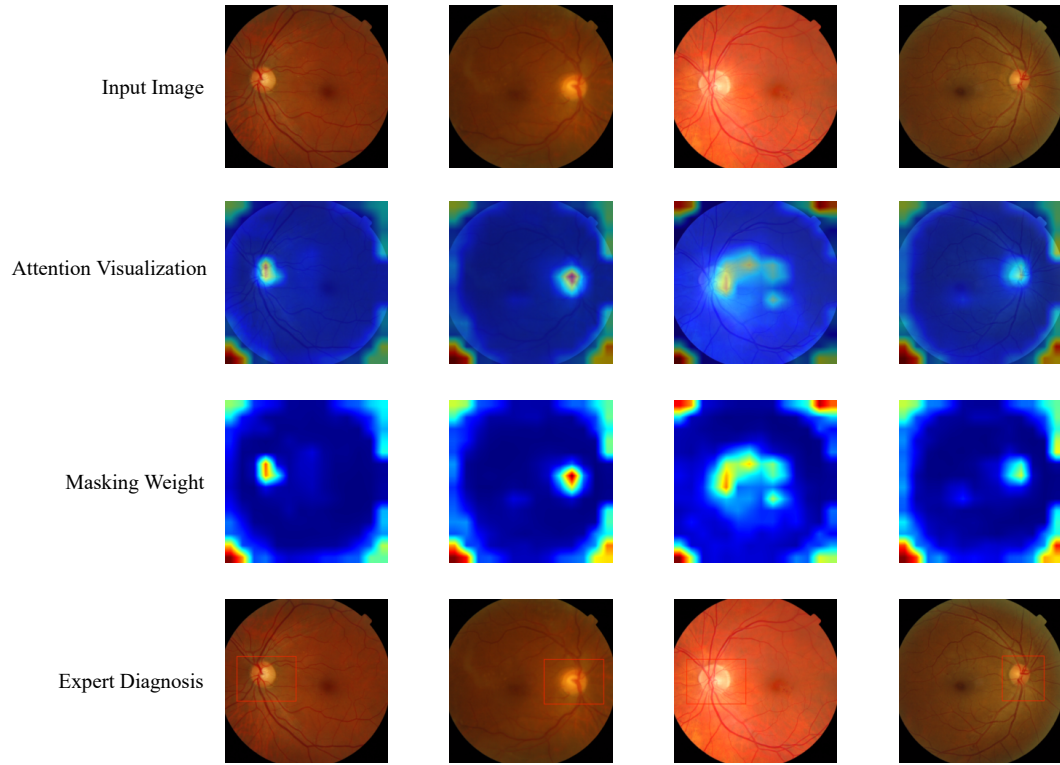 Input Image
Attention Visualization
Masking Weight
Expert Diagnosis